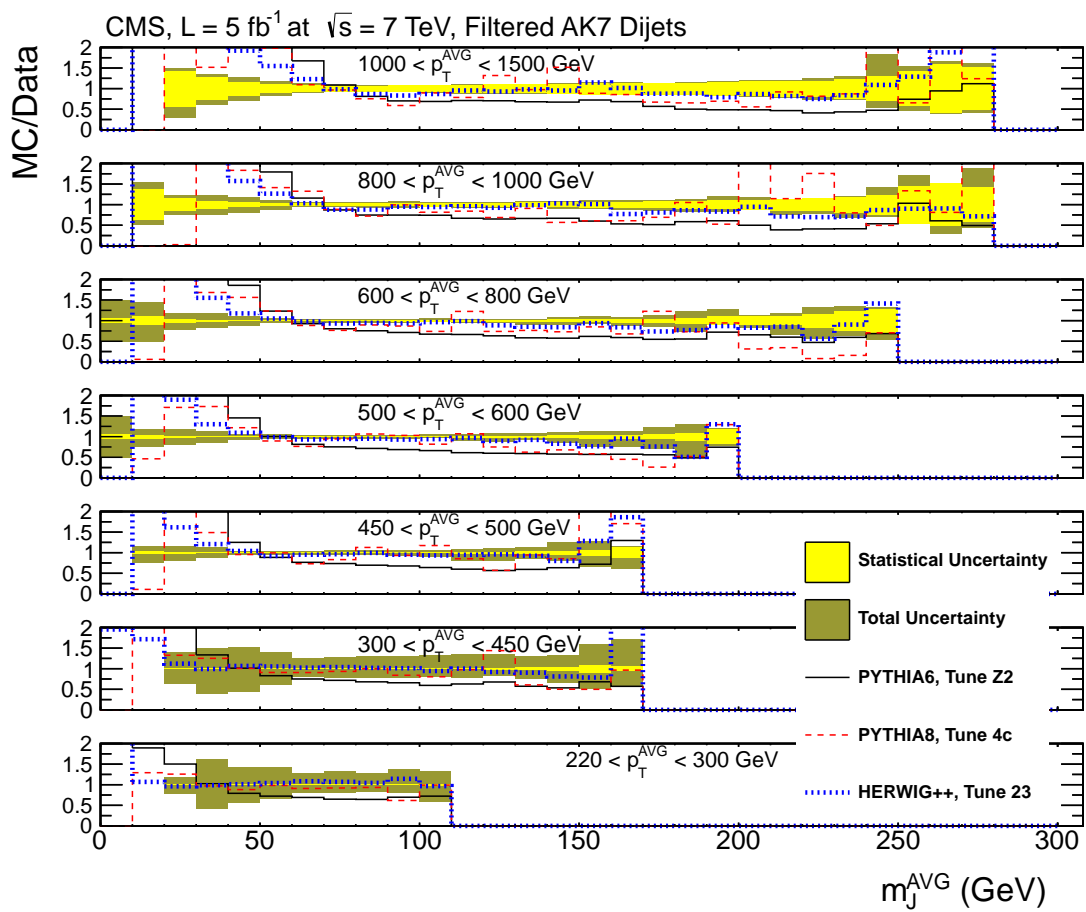 CMS, L = 5 fb⁻¹ at √s = 7 TeV, Filtered AK7 Dijets
MC/Data
2
1.5
1
0.5
0
1000 < p_T^AVG < 1500 GeV
2
1.5
1
0.5
0
800 < p_T^AVG < 1000 GeV
2
1.5
1
0.5
0
600 < p_T^AVG < 800 GeV
2
1.5
1
0.5
0
500 < p_T^AVG < 600 GeV
2
1.5
1
0.5
0
450 < p_T^AVG < 500 GeV
2
1.5
1
0.5
0
300 < p_T^AVG < 450 GeV
2
1.5
1
0.5
0
220 < p_T^AVG < 300 GeV
Statistical Uncertainty
Total Uncertainty
PYTHIA6, Tune Z2
PYTHIA8, Tune 4c
HERWIG++, Tune 23
0 50 100 150 200 250 300
m_J^AVG (GeV)